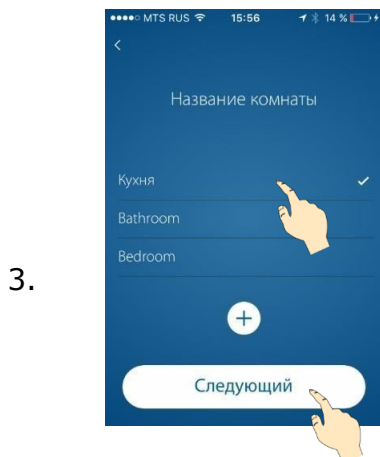 MTS RUS 15:56 14 %
Название комнаты
Кухня
Bathroom
Bedroom
3.
Следующий